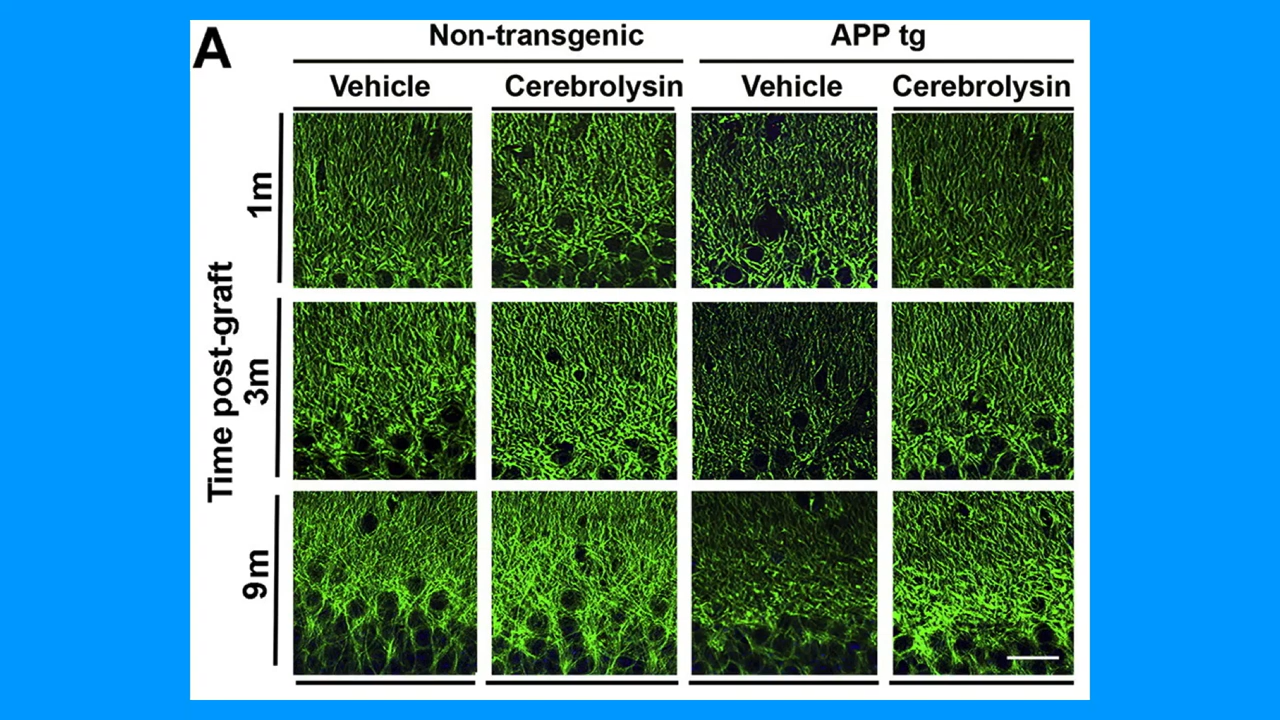 A
Non-transgenic APP tg
Vehicle Cerebrolysin Vehicle Cerebrolysin
Time post-graft
1m
3m
9m